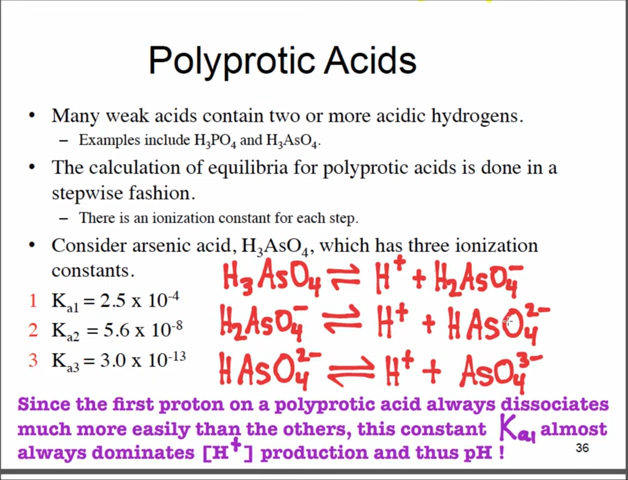 Polyprotic Acids
• Many weak acids contain two or more acidic hydrogens.
– Examples include H₃PO₄ and H₃AsO₄.
• The calculation of equilibria for polyprotic acids is done in a
stepwise fashion.
– There is an ionization constant for each step.
• Consider arsenic acid, H₃AsO₄, which has three ionization
constants.
H₃AsO₄ ⇌ H⁺ + H₂AsO₄⁻
1 Kₐ₁ = 2.5 x 10⁻⁴
H₂AsO₄⁻ ⇌ H⁺ + HAsO₄²⁻
2 Kₐ₂ = 5.6 x 10⁻⁸
3 Kₐ₃ = 3.0 x 10⁻¹³
HAsO₄²⁻ ⇌ H⁺ + AsO₄³⁻
Since the first proton on a polyprotic acid always dissociates
much more easily than the others, this constant Kₐ₁ almost
always dominates [H⁺] production and thus pH !
36